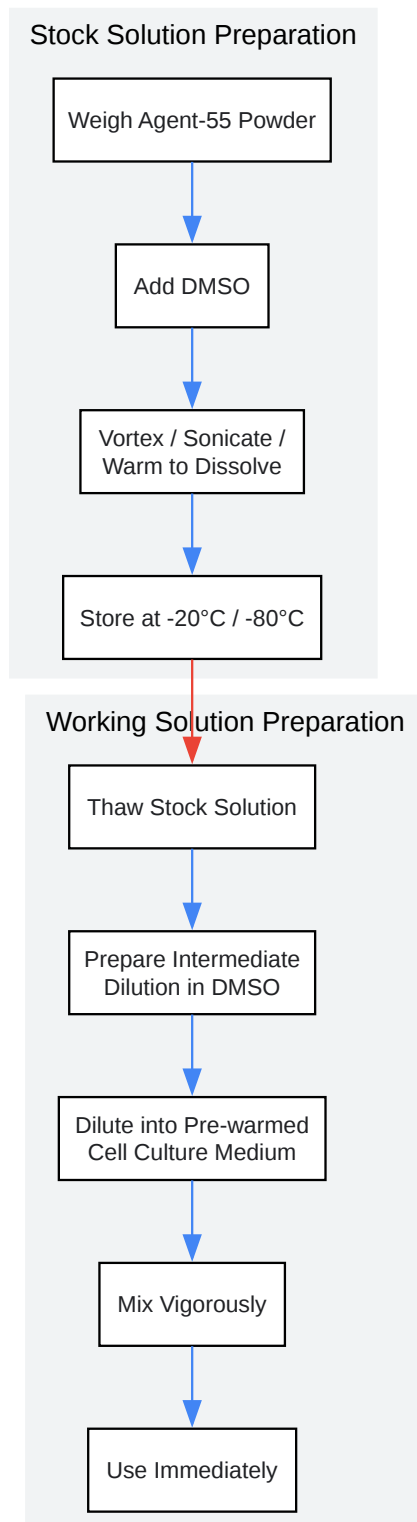 Stock Solution Preparation
Weigh Agent-55 Powder
Add DMSO
Vortex / Sonicate /
Warm to Dissolve
Store at -20°C / -80°C
Working Solution Preparation
Thaw Stock Solution
Prepare Intermediate
Dilution in DMSO
Dilute into Pre-warmed
Cell Culture Medium
Mix Vigorously
Use Immediately